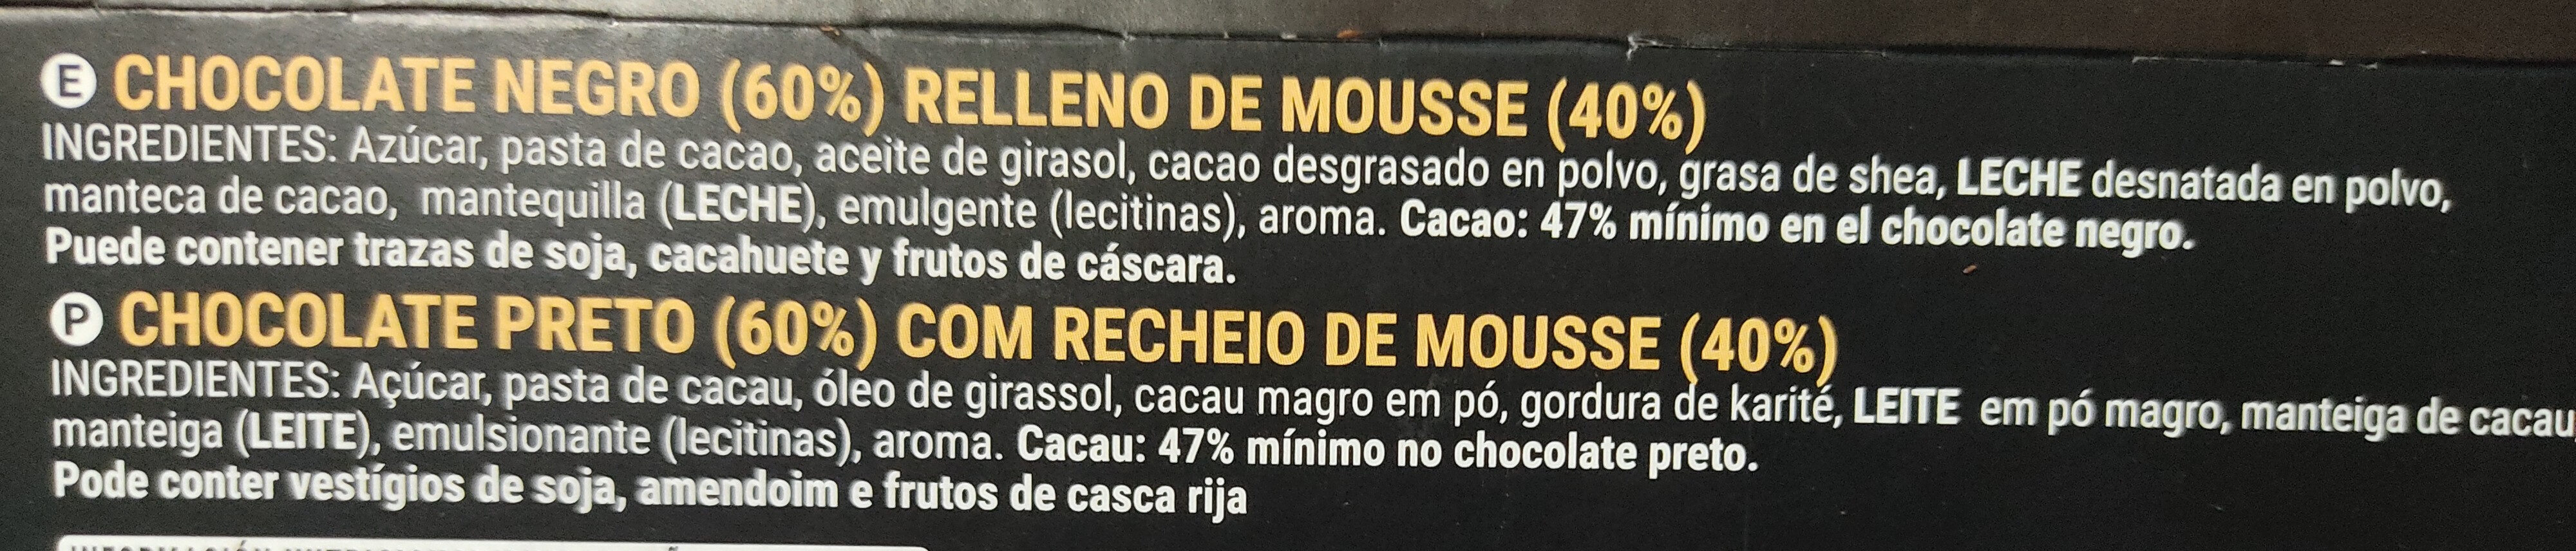 E CHOCOLATE NEGRO (60%) RELLENO DE MOUSSE (40%)
INGREDIENTES: Azúcar, pasta de cacao, aceite de girasol, cacao desgrasado en polvo, grasa de shea, LECHE desnatada en polvo,
manteca de cacao, mantequilla (LECHE), emulgente (lecitinas), aroma. Cacao: 47% mínimo en el chocolate negro.
Puede contener trazas de soja, cacahuete y frutos de cáscara.
P CHOCOLATE PRETO (60%) COM RECHEIO DE MOUSSE (40%)
INGREDIENTES: Açúcar, pasta de cacau, óleo de girassol, cacau magro em pó, gordura de karité, LEITE em pó magro, manteiga de cacau
manteiga (LEITE), emulsionante (lecitinas), aroma. Cacau: 47% mínimo no chocolate preto.
Pode conter vestígios de soja, amendoim e frutos de casca rija